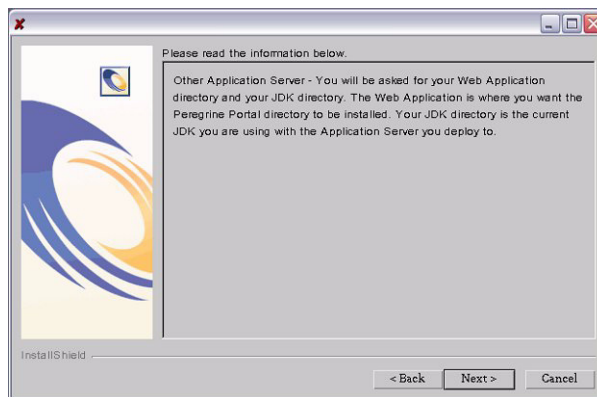 Please read the information below.
Other Application Server - You will be asked for your Web Application
directory and your JDK directory. The Web Application is where you want the
Peregrine Portal directory to be installed. Your JDK directory is the current
JDK you are using with the Application Server you deploy to.
InstallShield
< Back
Next >
Cancel